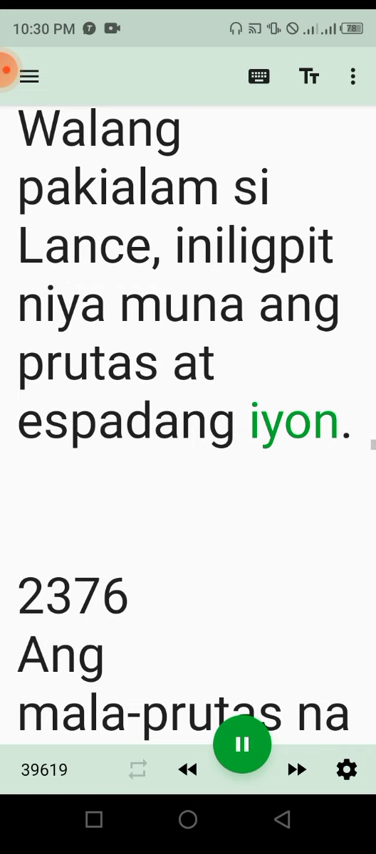 10:30 PM
78
Walang
pakialam si
Lance, iniligpit
niya muna ang
prutas at
espadang iyon.
2376
Ang
mala-prutas na
39619